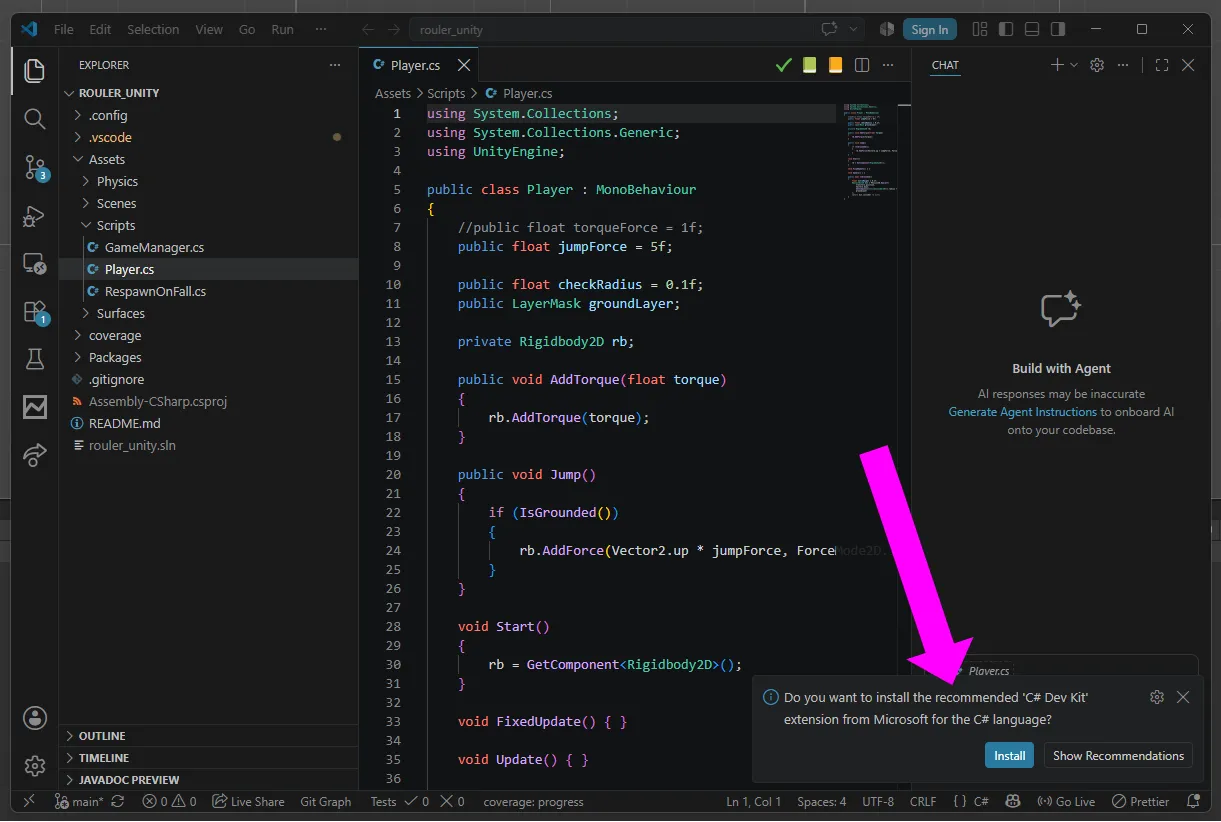 File Edit Selection View Go Run ···
rouler_unity
Sign In
EXPLORER ···
ROULER_UNITY
.config
.vscode
Assets
Physics
Scenes
Scripts
C# GameManager.cs
C# Player.cs
C# RespawnOnFall.cs
Surfaces
coverage
Packages
.gitignore
Assembly-CSharp.csproj
README.md
rouler_unity.sln
OUTLINE
TIMELINE
JAVADOC PREVIEW
3
1
C# Player.cs
Assets > Scripts > C# Player.cs
1 using System.Collections;
2 using System.Collections.Generic;
3 using UnityEngine;
4
5 public class Player : MonoBehaviour
6 {
7 //public float torqueForce = 1f;
8 public float jumpForce = 5f;
9
10 public float checkRadius = 0.1f;
11 public LayerMask groundLayer;
12
13 private Rigidbody2D rb;
14
15 public void AddTorque(float torque)
16 {
17 rb.AddTorque(torque);
18 }
19
20 public void Jump()
21 {
22 if (IsGrounded())
23 {
24 rb.AddForce(Vector2.up * jumpForce, ForceMode2D.
25 }
26 }
27
28 void Start()
29 {
30 rb = GetComponent<Rigidbody2D>();
31 }
32
33 void FixedUpdate() { }
34
35 void Update() { }
36
CHAT
Build with Agent
AI responses may be inaccurate
Generate Agent Instructions to onboard AI
onto your codebase.
Player.cs
Do you want to install the recommended 'C# Dev Kit'
extension from Microsoft for the C# language?
Install Show Recommendations
main* 0 0 Live Share Git Graph Tests 0 0 coverage: progress Ln 1, Col 1 Spaces: 4 UTF-8 CRLF { } C# Go Live Prettier